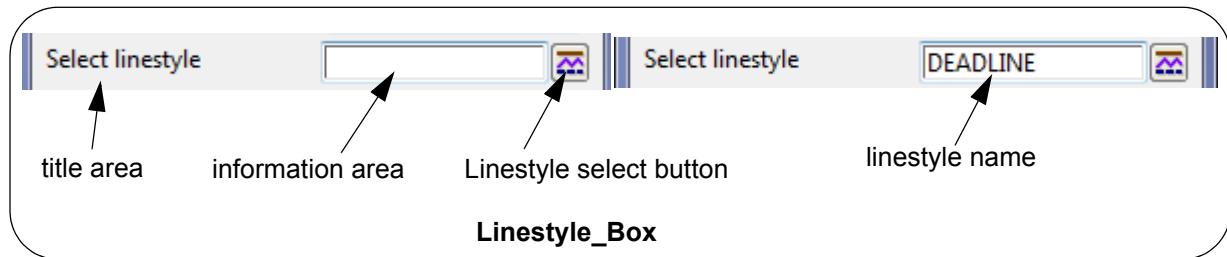 Select linestyle
Select linestyle DEADLINE
title area information area Linestyle select button linestyle name
Linestyle_Box